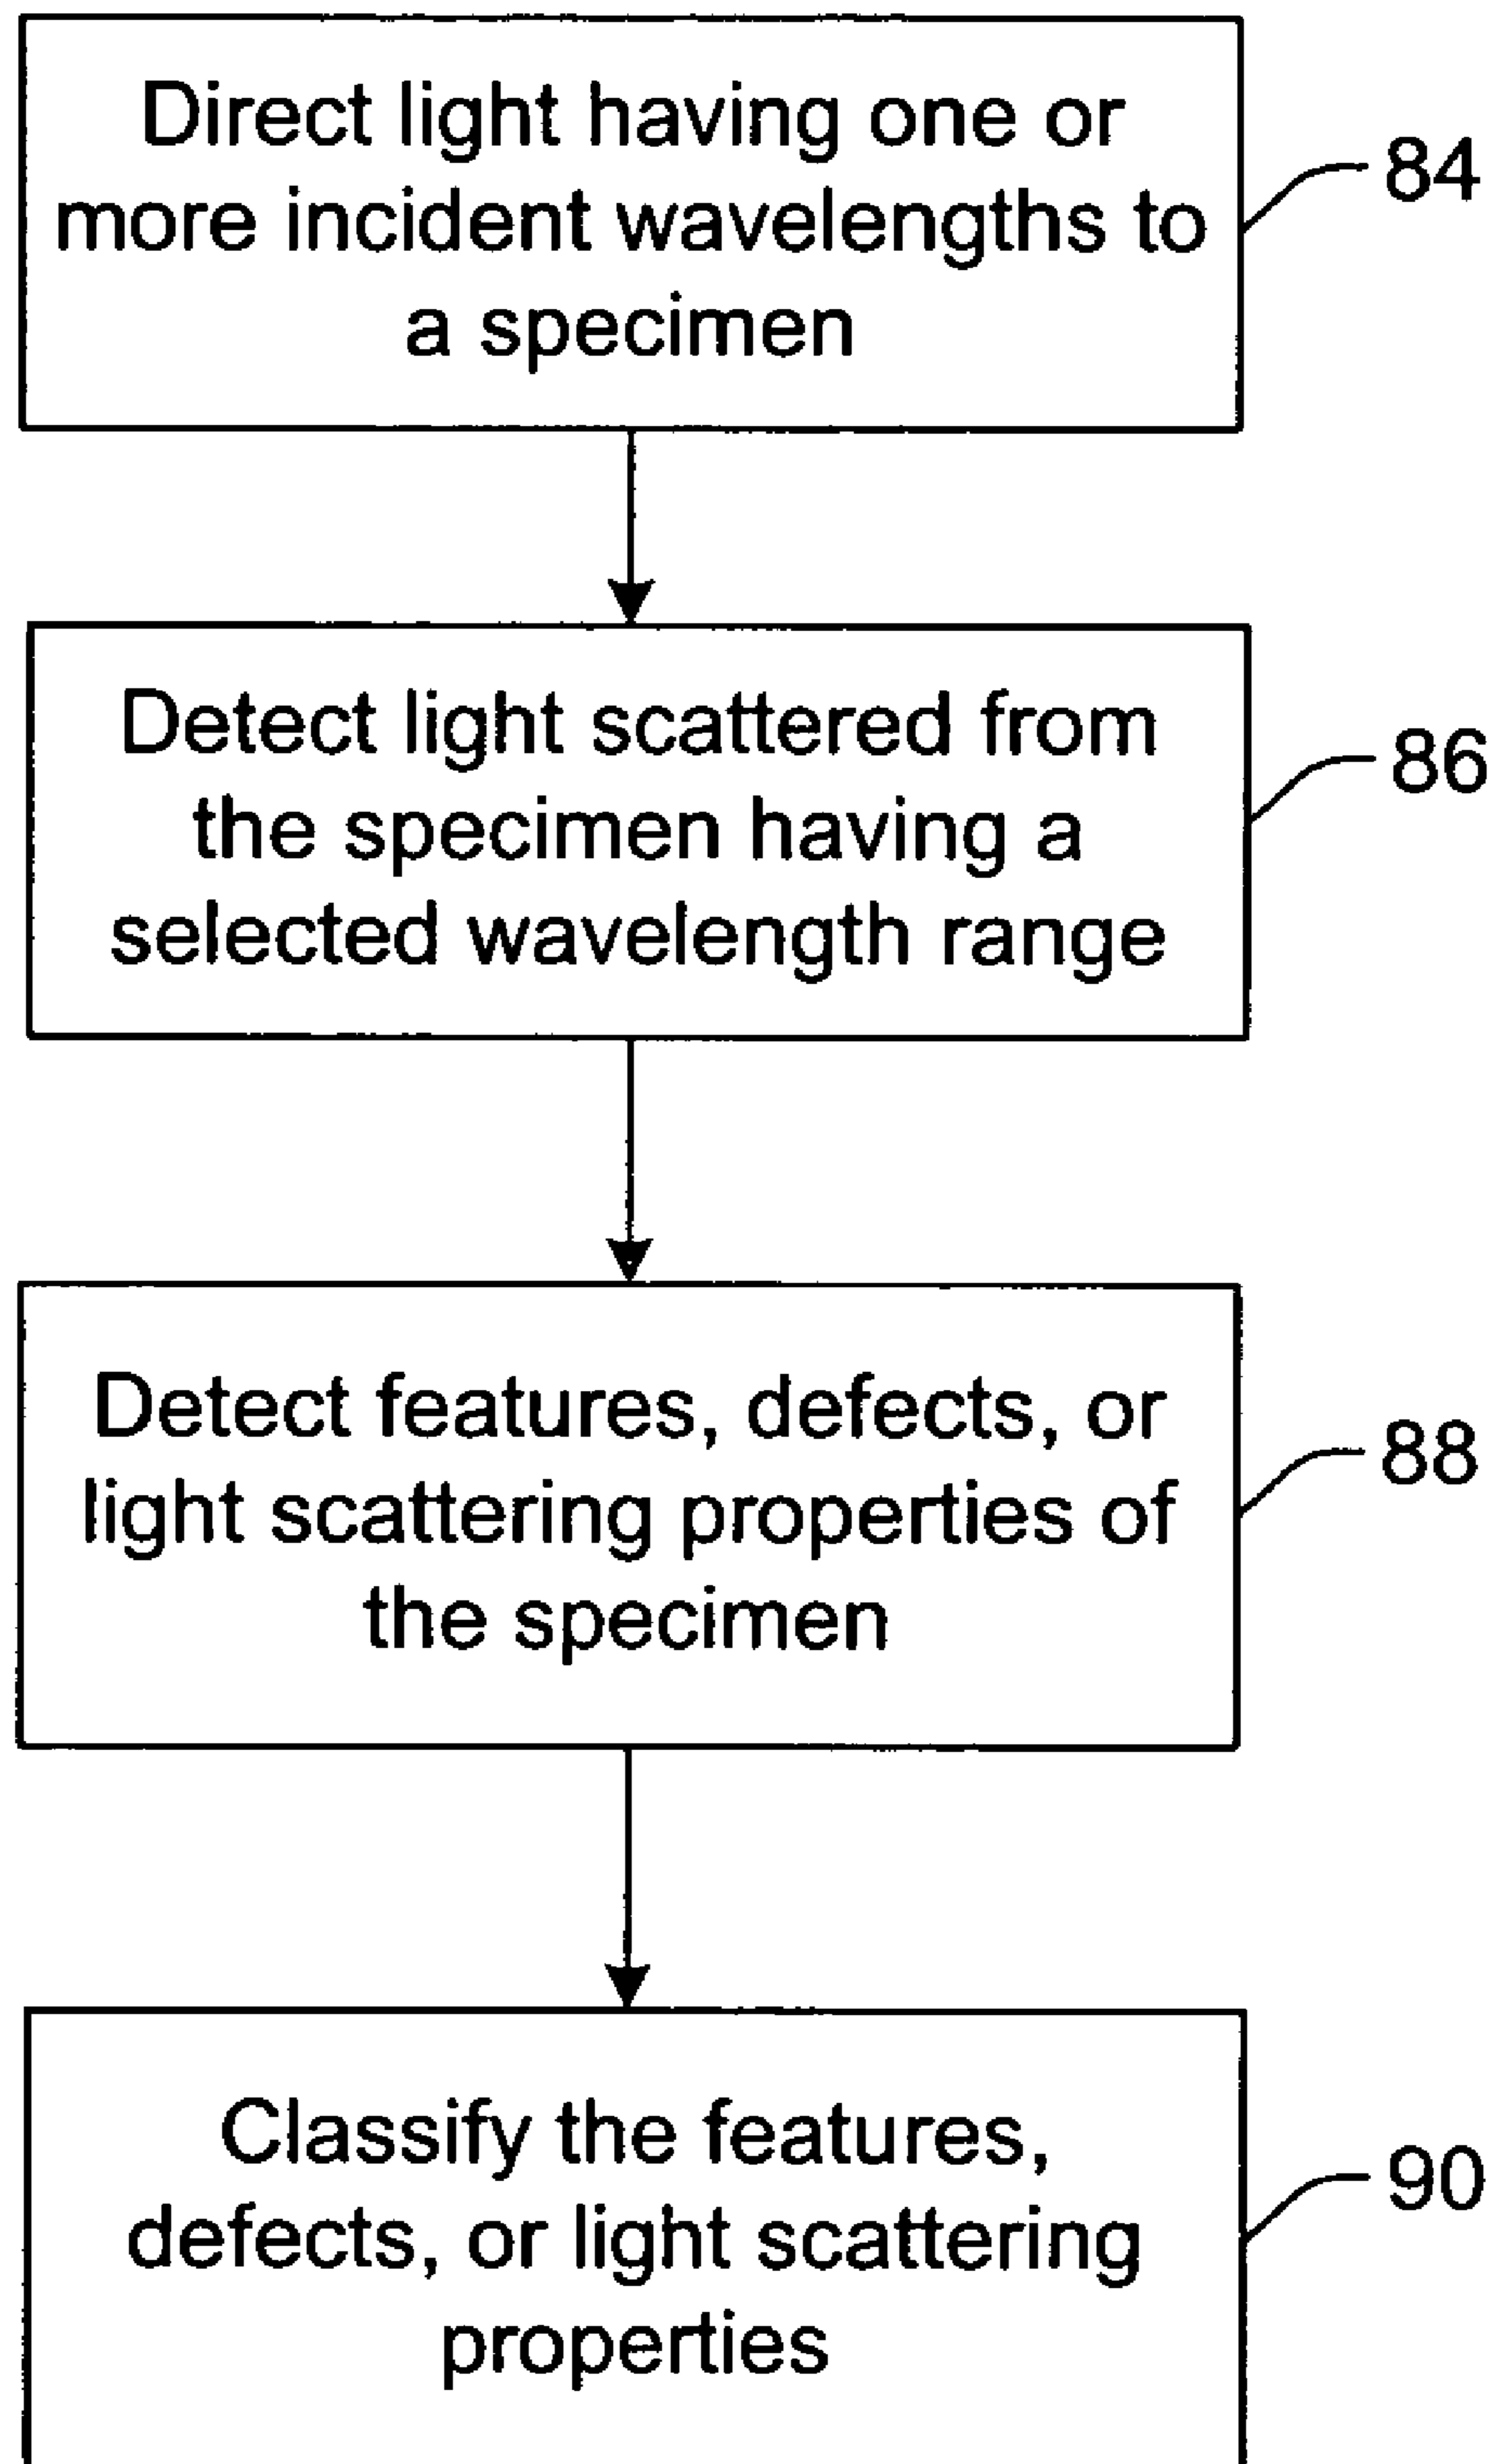 Direct light having one or
more incident wavelengths to
a specimen
84
Detect light scattered from
the specimen having a
selected wavelength range
86
Detect features, defects, or
light scattering properties of
the specimen
88
Classify the features,
defects, or light scattering
properties
90